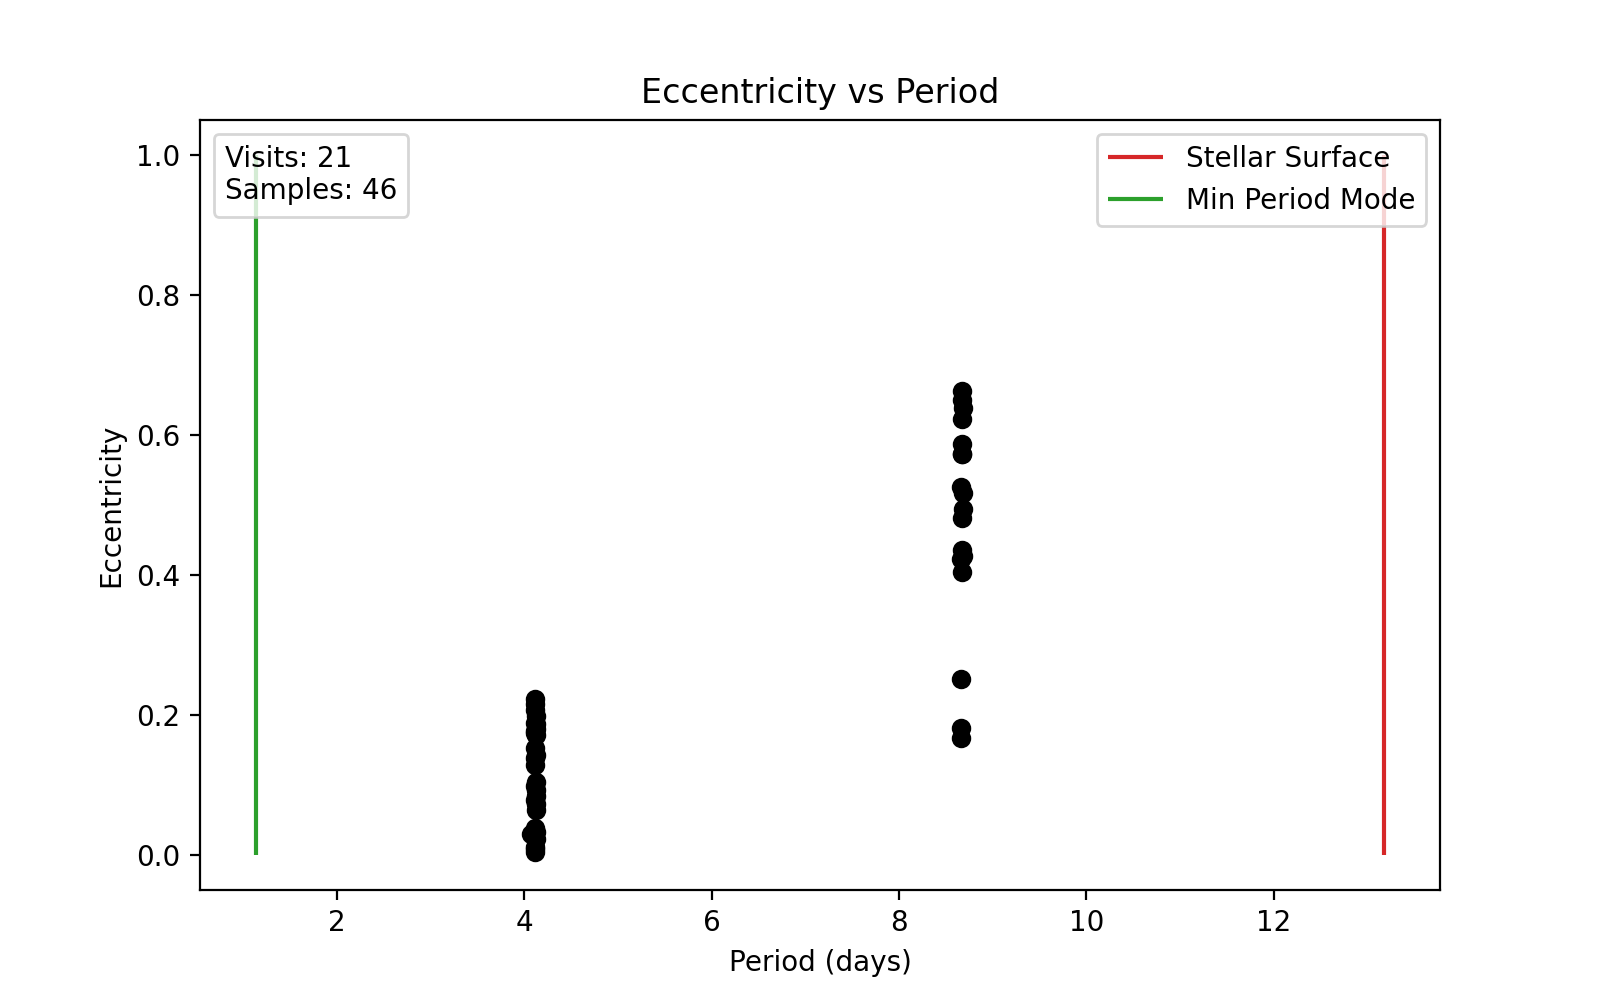 Eccentricity vs Period
Visits: 21
Samples: 46
Stellar Surface
Min Period Mode
Eccentricity
1.0
0.8
0.6
0.4
0.2
0.0
2 4 6 8 10 12
Period (days)